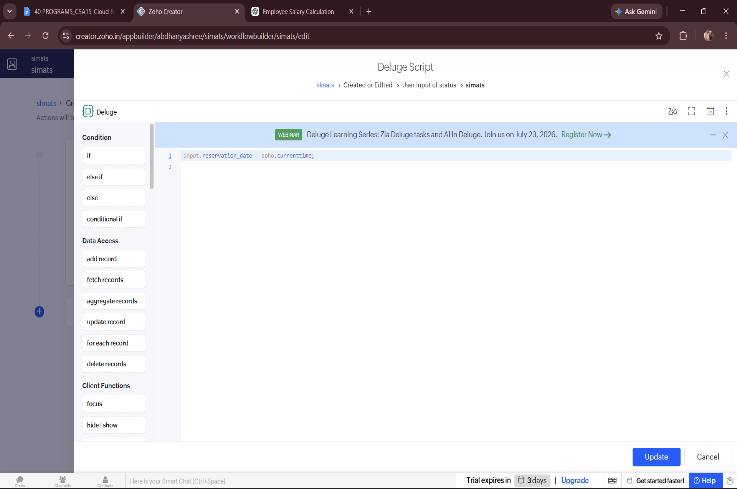 40 PROGRAMS_CSA15 Cloud
Zoho Creator
Employee Salary Calculation
Ask Gemini
creator.zoho.in/appbuilder/abdhanyashree/simats/workflowbuilder/simats/edit
simats
simats
Deluge Script
simats > Created or Edited > User input of status > simats
simats > Cr
Actions will b
Deluge
Condition
if
else if
else
conditional if
Data Access
add record
fetch records
aggregate records
update record
for each record
delete records
Client Functions
focus
hide | show
WEBINAR Deluge Learning Series: Zia Deluge tasks and AI in Deluge. Join us on July 23, 2026. Register Now →
1 input.reservation_date = zoho.currenttime;
2
Update
Cancel
Chats
Channels
Contacts
Here is your Smart Chat (Ctrl+Space)
Trial expires in 3 days | Upgrade
Get started faster!
Help